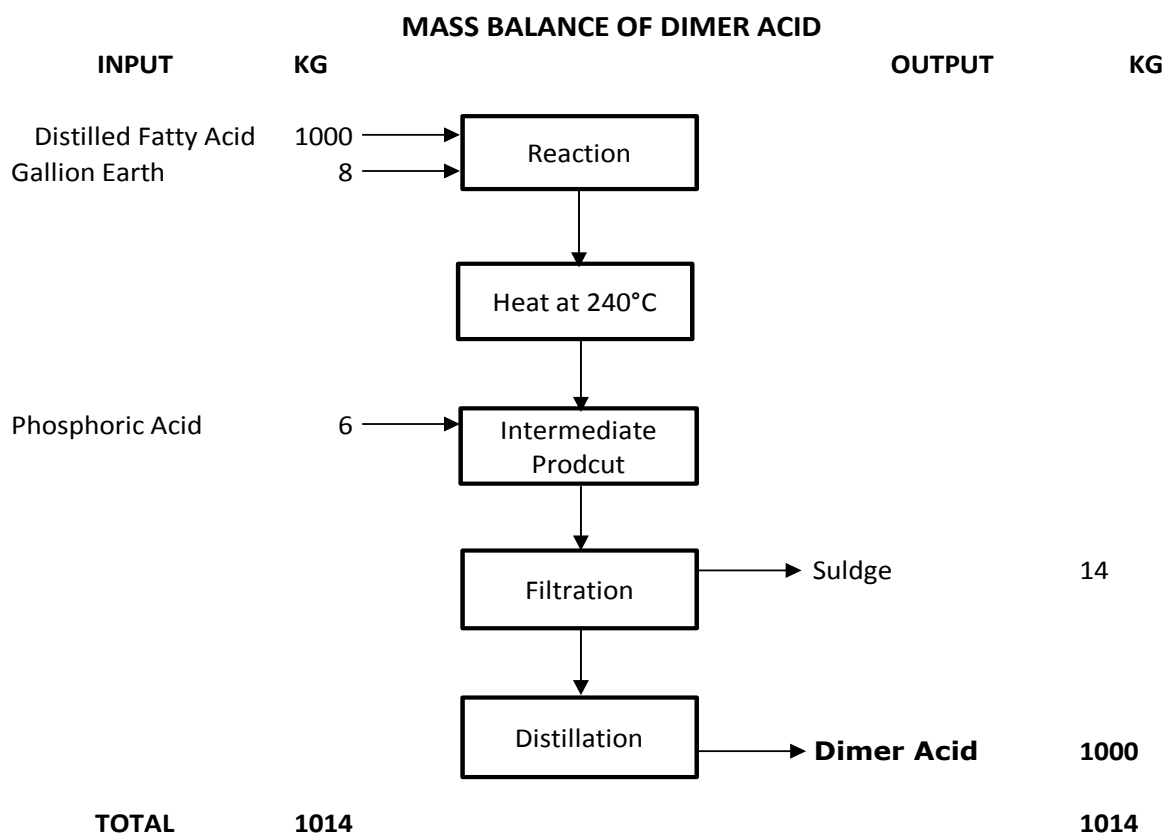 MASS BALANCE OF DIMER ACID
INPUT KG OUTPUT KG
Distilled Fatty Acid 1000
Reaction
Gallion Earth 8
Heat at 240°C
Phosphoric Acid 6
Intermediate
Prodcut
Filtration
Suldge 14
Distillation
Dimer Acid 1000
TOTAL 1014 1014